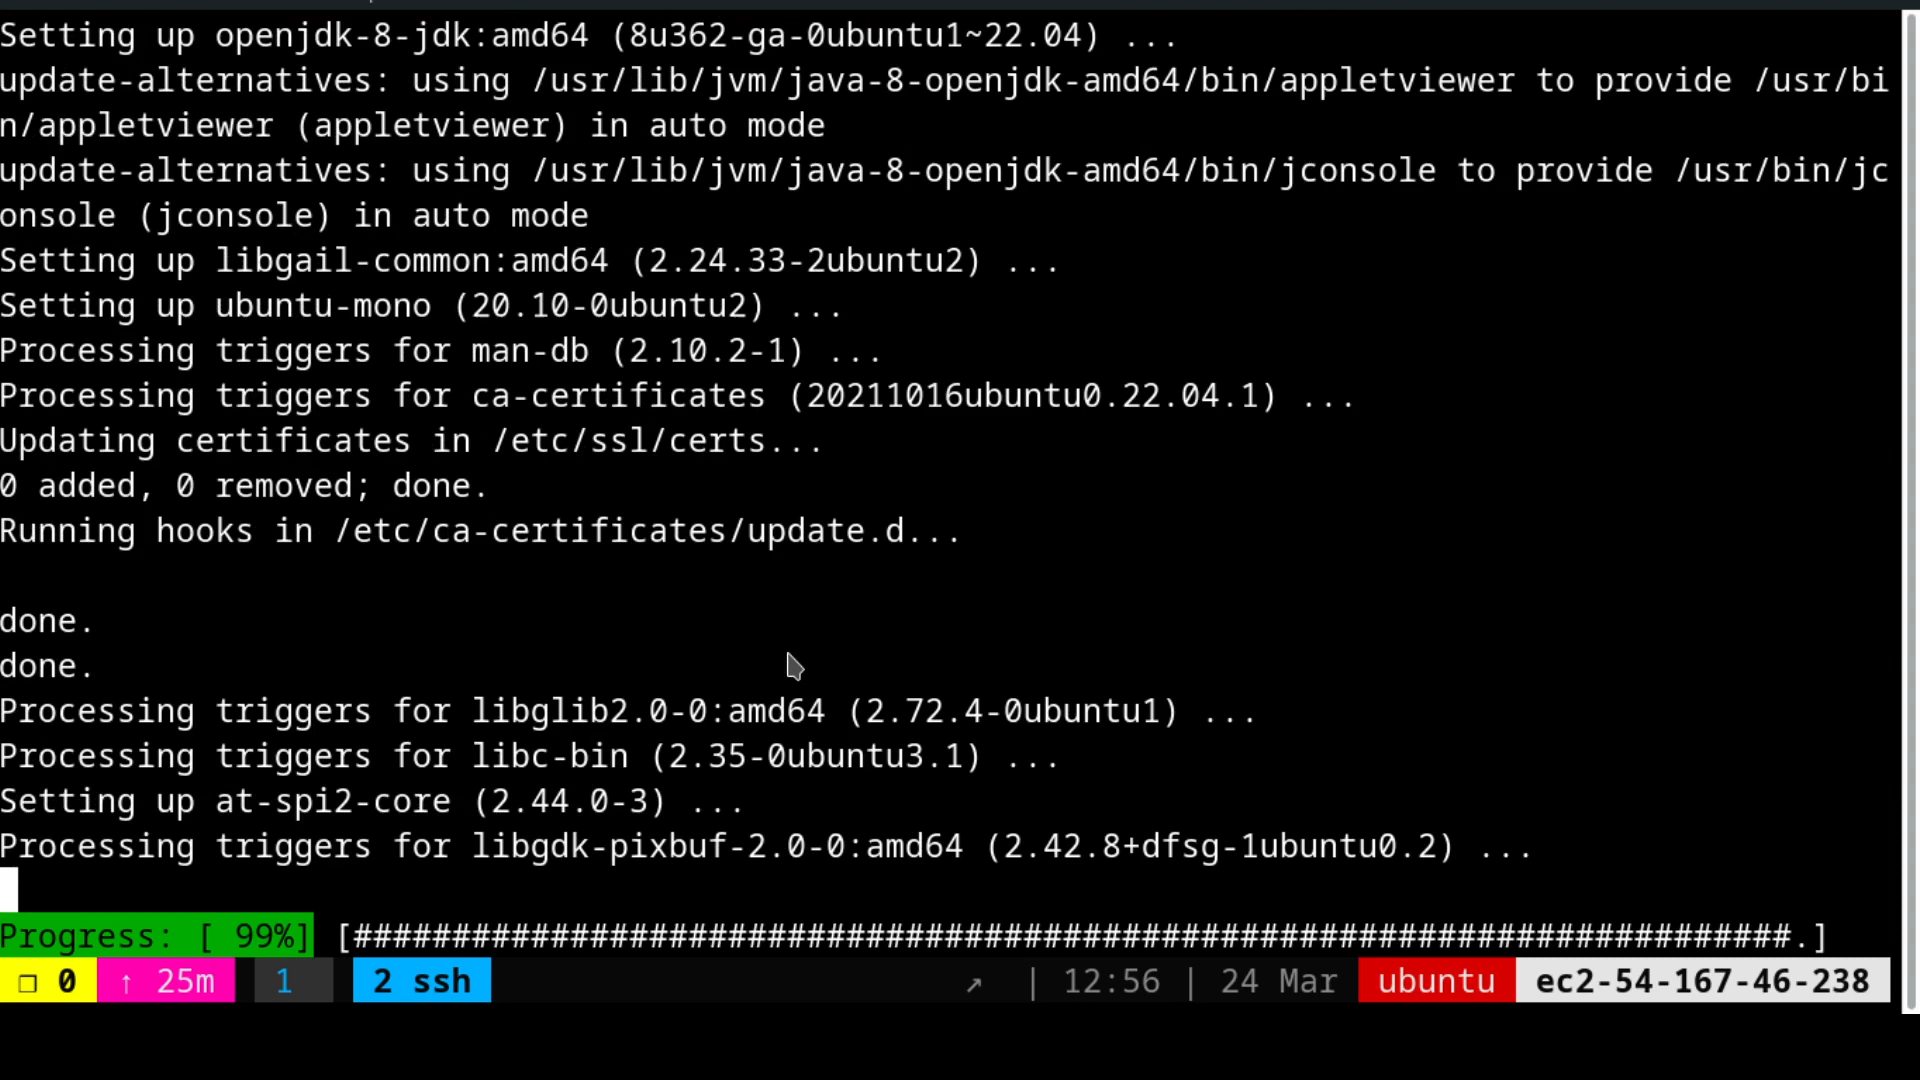 Setting up openjdk-8-jdk:amd64 (8u362-ga-0ubuntu1~22.04) ...
update-alternatives: using /usr/lib/jvm/java-8-openjdk-amd64/bin/appletviewer to provide /usr/bi
n/appletviewer (appletviewer) in auto mode
update-alternatives: using /usr/lib/jvm/java-8-openjdk-amd64/bin/jconsole to provide /usr/bin/jc
onsole (jconsole) in auto mode
Setting up libgail-common:amd64 (2.24.33-2ubuntu2) ...
Setting up ubuntu-mono (20.10-0ubuntu2) ...
Processing triggers for man-db (2.10.2-1) ...
Processing triggers for ca-certificates (20211016ubuntu0.22.04.1) ...
Updating certificates in /etc/ssl/certs...
0 added, 0 removed; done.
Running hooks in /etc/ca-certificates/update.d...
done.
done.
Processing triggers for libglib2.0-0:amd64 (2.72.4-0ubuntu1) ...
Processing triggers for libc-bin (2.35-0ubuntu3.1) ...
Setting up at-spi2-core (2.44.0-3) ...
Processing triggers for libgdk-pixbuf-2.0-0:amd64 (2.42.8+dfsg-1ubuntu0.2) ...
Progress: [ 99%] [#########################################################################.]
❐ 0 ↑ 25m 1 2 ssh ↗ | 12:56 | 24 Mar ubuntu ec2-54-167-46-238